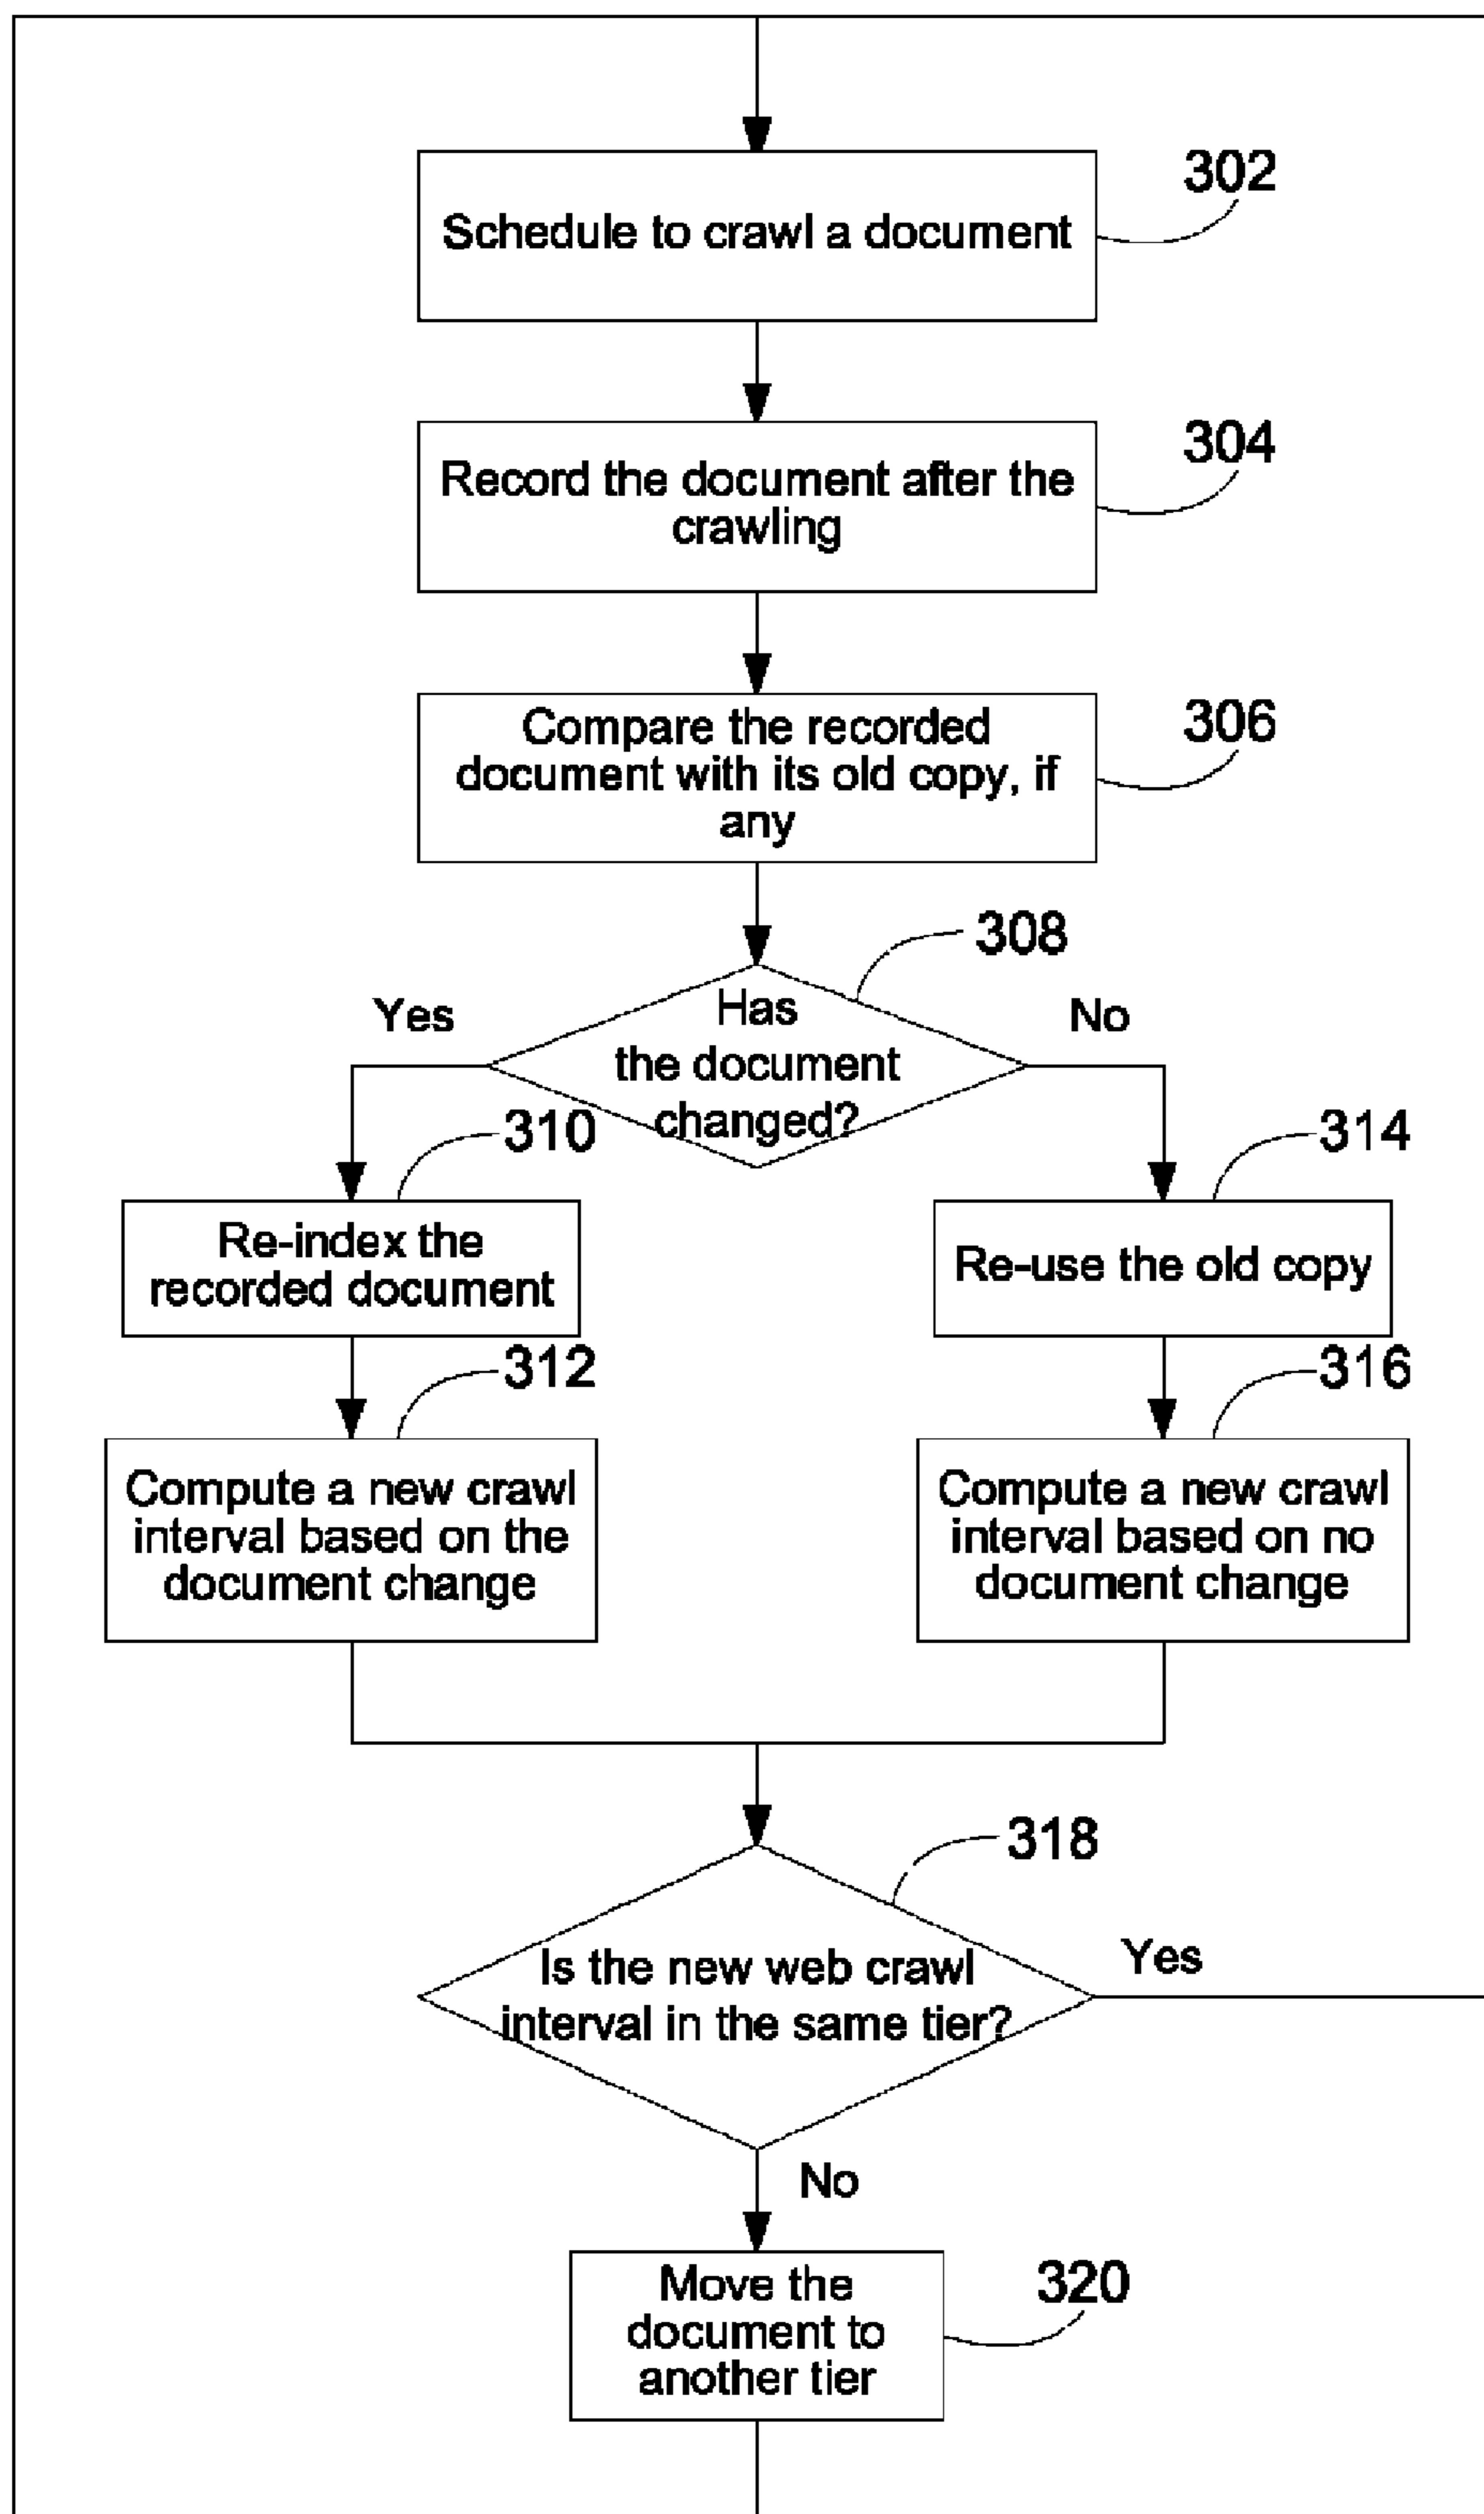 302
Schedule to crawl a document
304
Record the document after the
crawling
306
Compare the recorded
document with its old copy, if
any
308
Yes
Has
the document
changed?
No
310
314
Re-index the
recorded document
Re-use the old copy
312
316
Compute a new crawl
interval based on the
document change
Compute a new crawl
interval based on no
document change
318
Is the new web crawl
interval in the same tier?
Yes
No
320
Move the
document to
another tier